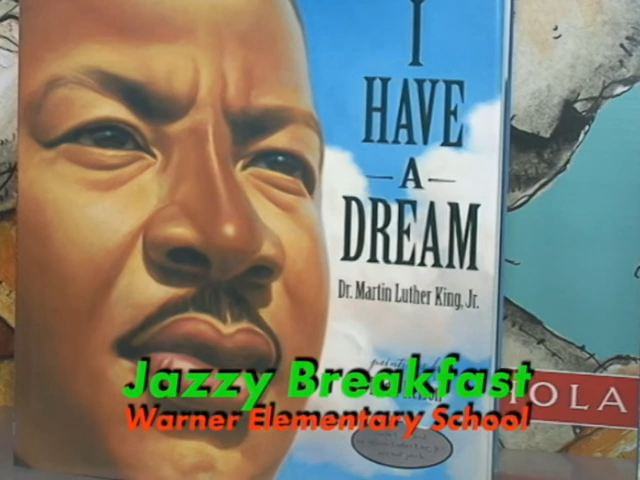 I
HAVE
A
DREAM
Dr. Martin Luther King, Jr.
Jazzy Breakfast
Warner Elementary School
OLA